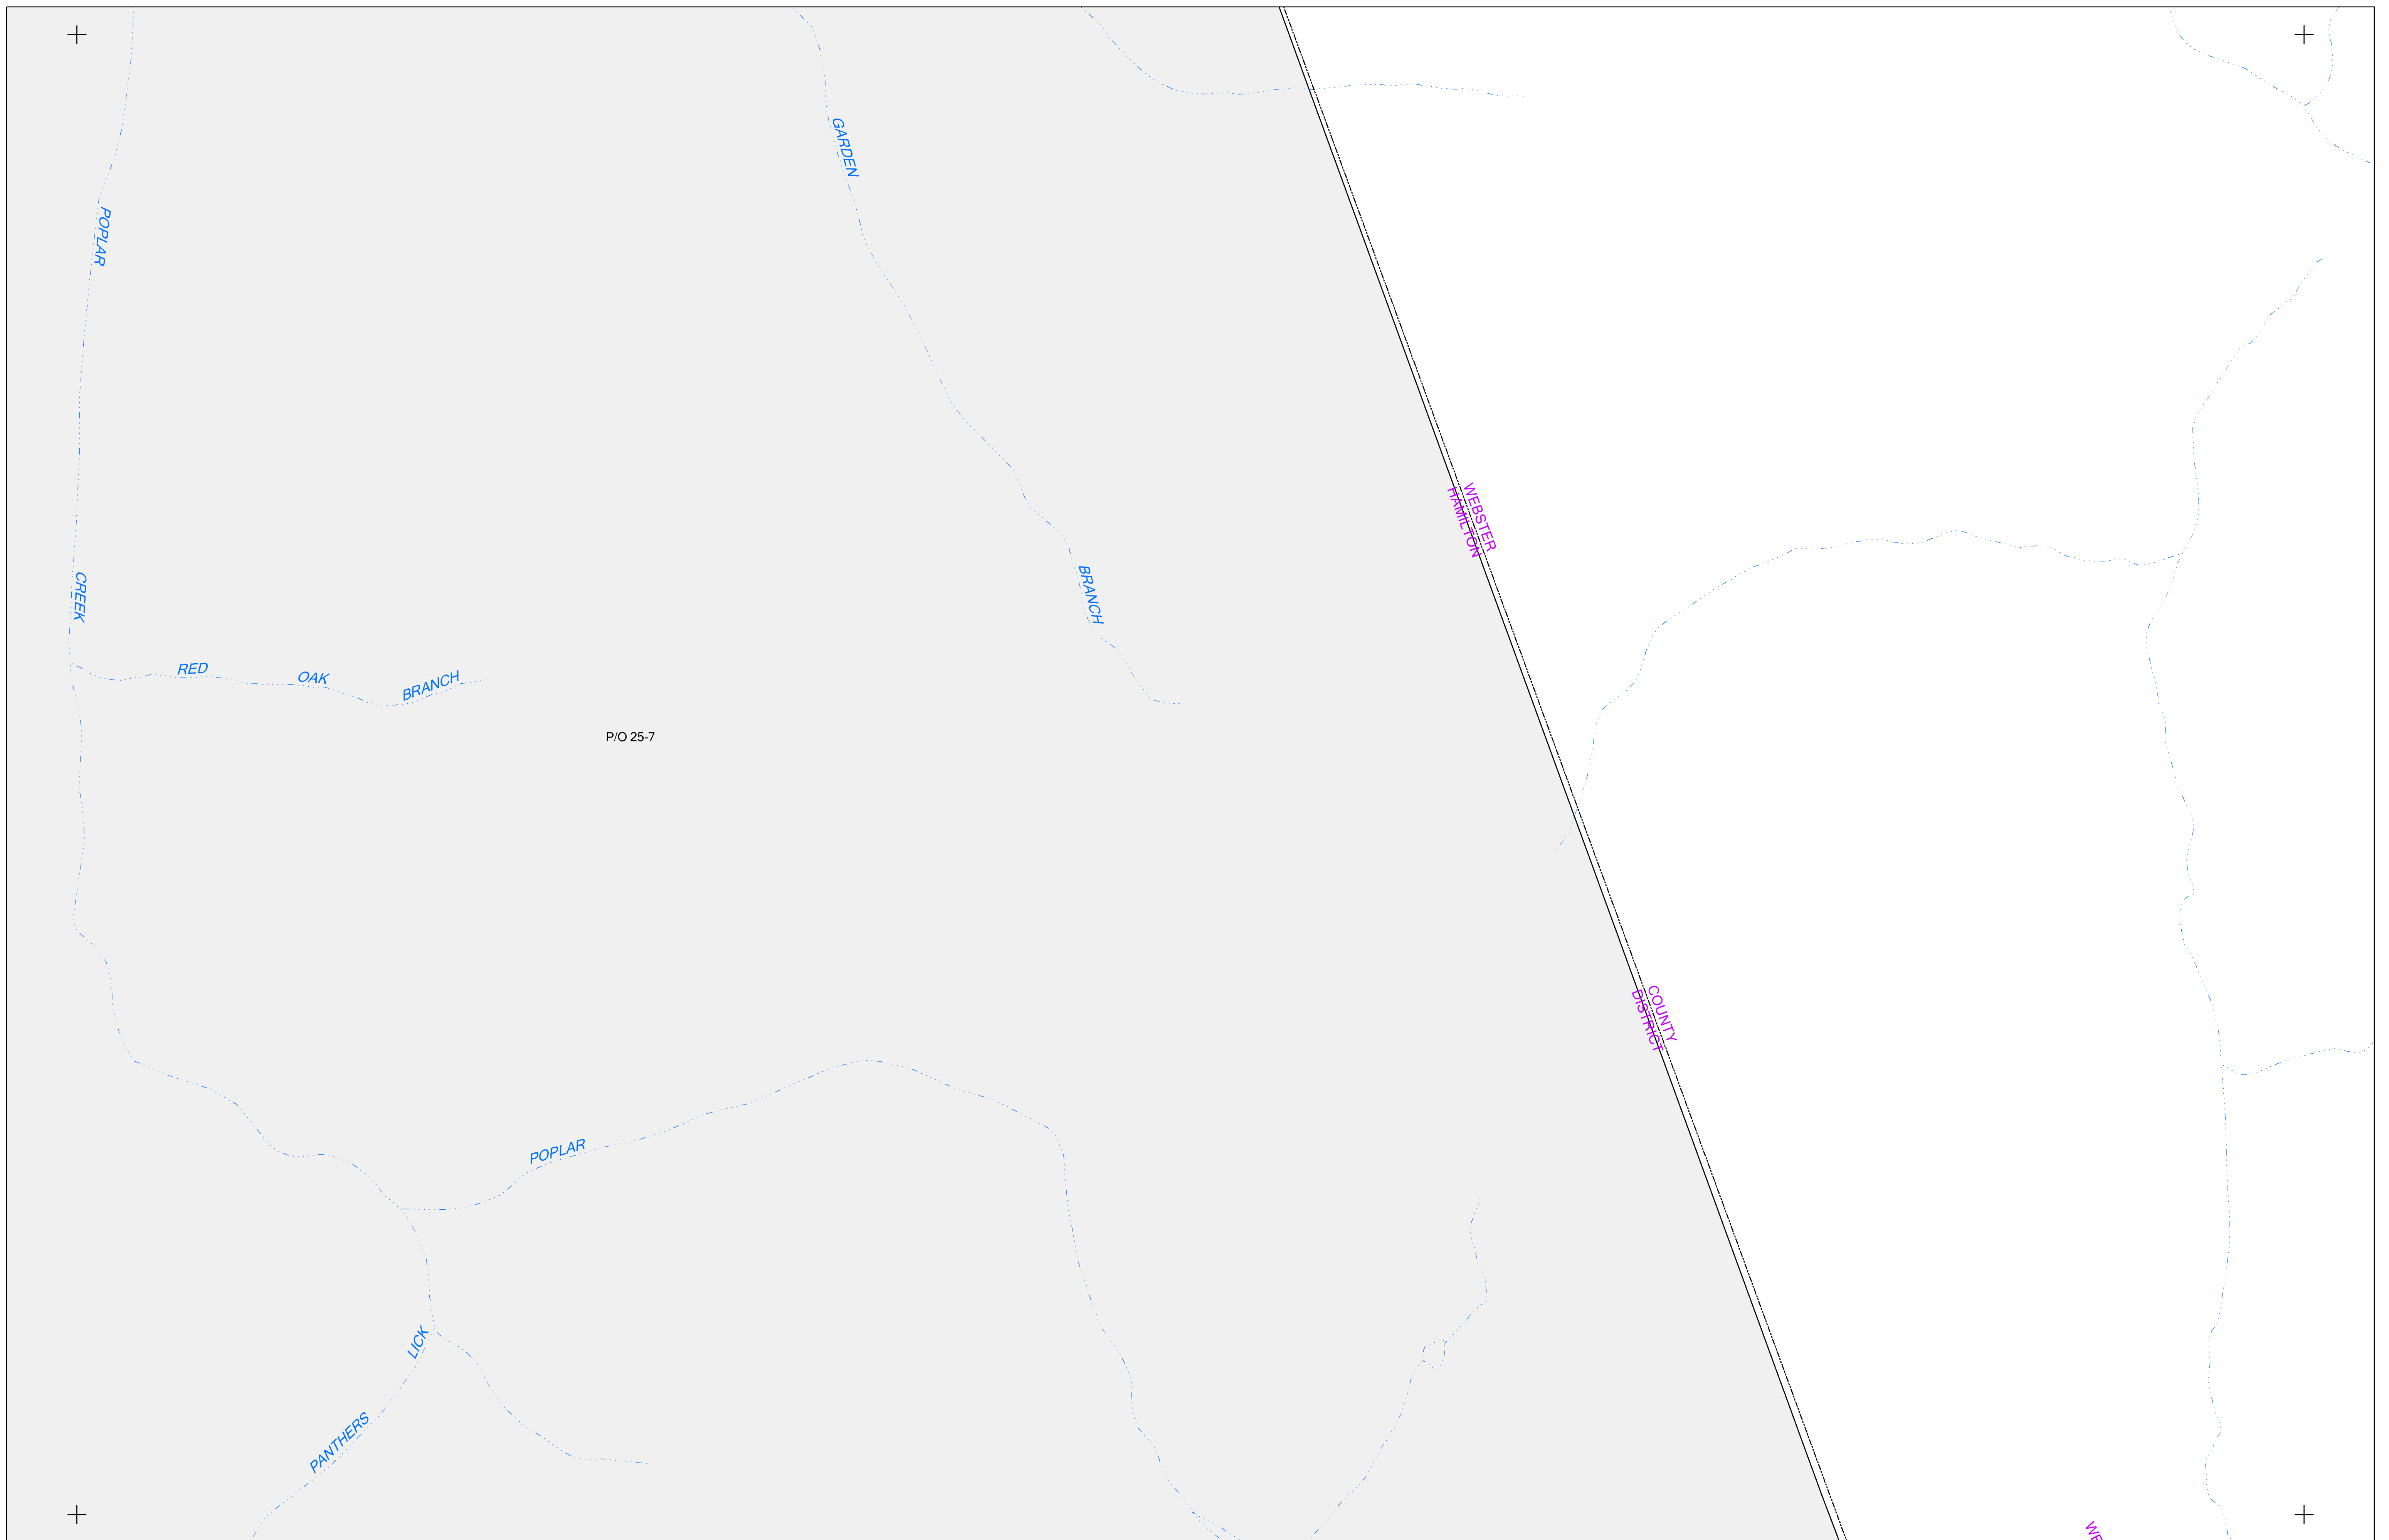 GARDEN
POPLAR
WEBSTER
HAMILTON
CREEK
BRANCH
RED OAK BRANCH
P/O 25-7
COUNTY
DISTRICT
POPLAR
LICK
PANTHERS